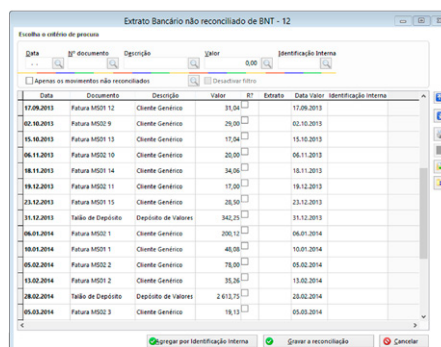 Extrato Bancário não reconciliado de BNT - 12
Escolha o critério de procura
Data Nº documento Descrição Valor Identificação Interna
. . 0,00
Apenas os movimentos não reconciliados Desactivar filtro
Data Documento Descrição Valor R? Extrato Data Valor Identificação Interna
17.09.2013 Fatura MS01 12 Cliente Genérico 31,04 17.09.2013
02.10.2013 Fatura MS02 9 Cliente Genérico 29,00 02.10.2013
15.10.2013 Fatura MS01 13 Cliente Genérico 17,04 15.10.2013
06.11.2013 Fatura MS02 10 Cliente Genérico 20,00 06.11.2013
18.11.2013 Fatura MS01 14 Cliente Genérico 34,06 18.11.2013
19.12.2013 Fatura MS02 11 Cliente Genérico 17,00 19.12.2013
23.12.2013 Fatura MS01 15 Cliente Genérico 28,50 23.12.2013
31.12.2013 Talão de Depósito Depósito de Valores 342,25 31.12.2013
06.01.2014 Fatura MS02 1 Cliente Genérico 200,12 06.01.2014
10.01.2014 Fatura MS01 1 Cliente Genérico 48,08 10.01.2014
05.02.2014 Fatura MS02 2 Cliente Genérico 78,00 05.02.2014
13.02.2014 Fatura MS01 2 Cliente Genérico 35,26 13.02.2014
28.02.2014 Talão de Depósito Depósito de Valores 2 613,75 28.02.2014
05.03.2014 Fatura MS02 3 Cliente Genérico 19,13 05.03.2014
Agregar por Identificação Interna Gravar a reconciliação Cancelar